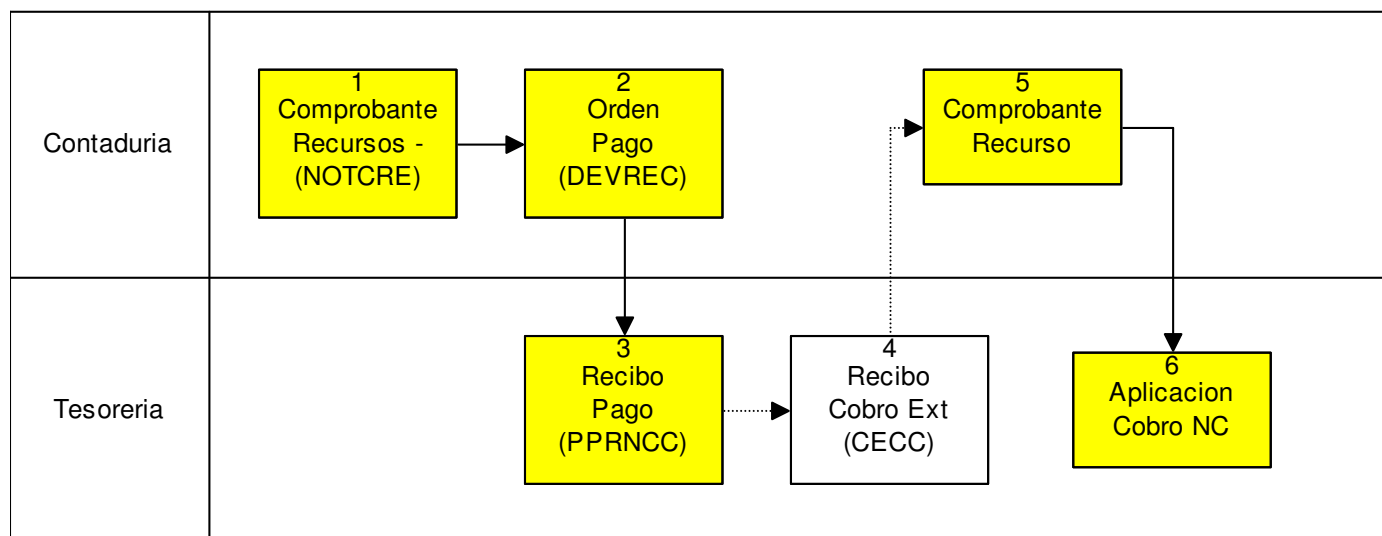 Contaduria
1
Comprobante
Recursos -
(NOTCRE)
2
Orden
Pago
(DEVREC)
5
Comprobante
Recurso
Tesoreria
3
Recibo
Pago
(PPRNCC)
4
Recibo
Cobro Ext
(CECC)
6
Aplicacion
Cobro NC